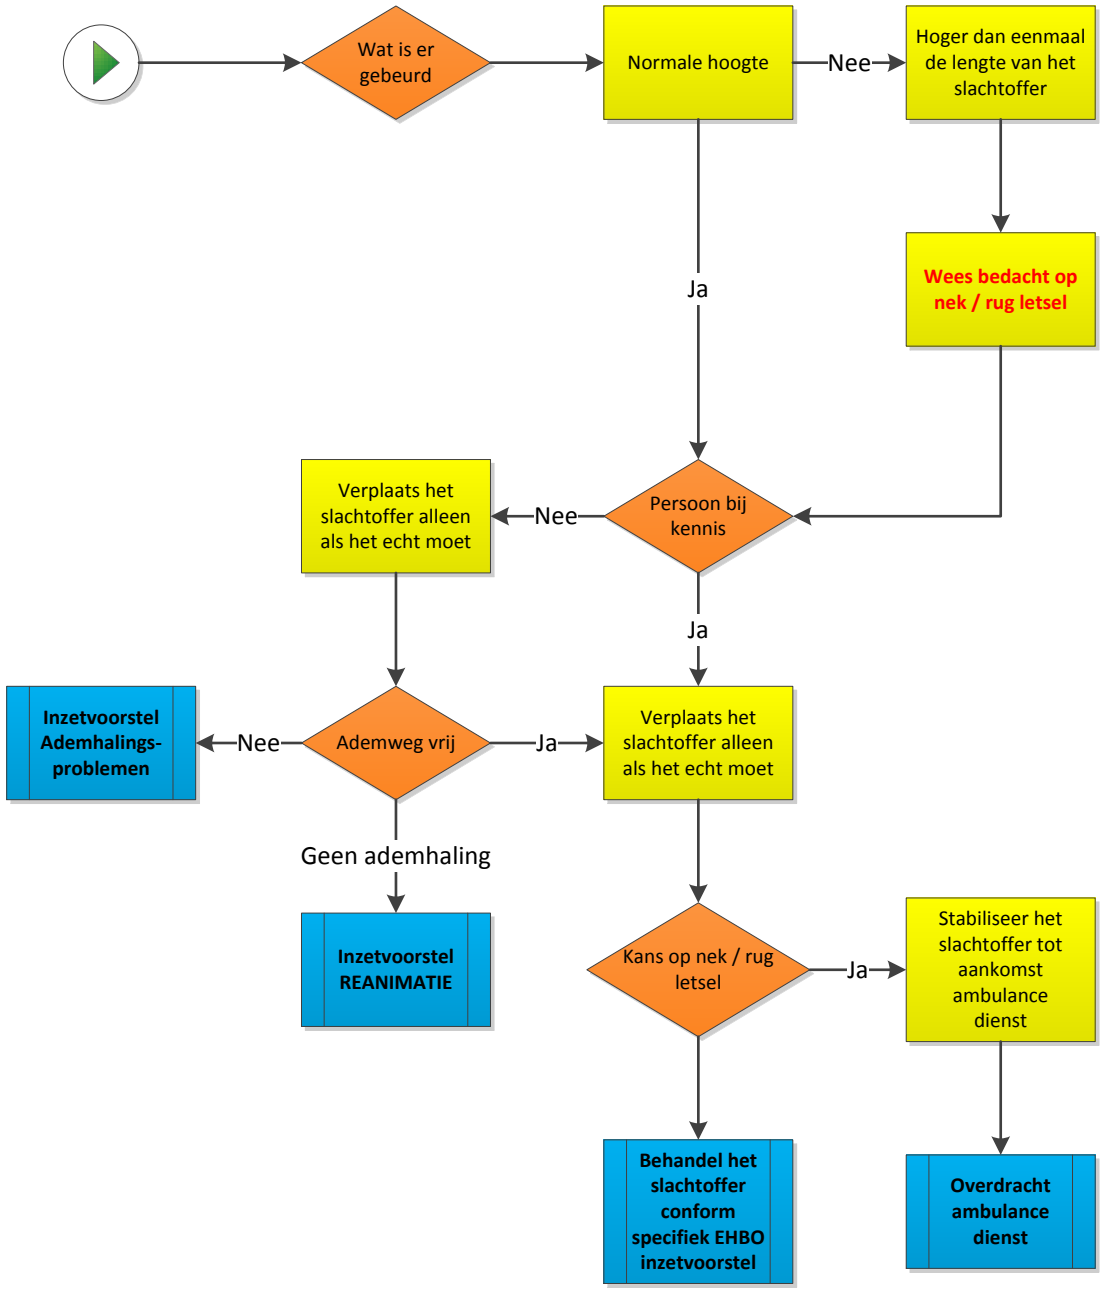 Wat is er
gebeurd
Normale hoogte
Nee
Hoger dan eenmaal
de lengte van het
slachtoffer
Wees bedacht op
nek / rug letsel
Ja
Persoon bij
kennis
Nee
Verplaats het
slachtoffer alleen
als het echt moet
Ja
Inzetvoorstel
Ademhalings-
problemen
Nee
Ademweg vrij
Ja
Verplaats het
slachtoffer alleen
als het echt moet
Geen ademhaling
Inzetvoorstel
REANIMATIE
Kans op nek / rug
letsel
Ja
Stabiliseer het
slachtoffer tot
aankomst
ambulance
dienst
Behandel het
slachtoffer
conform
specifiek EHBO
inzetvoorstel
Overdracht
ambulance
dienst